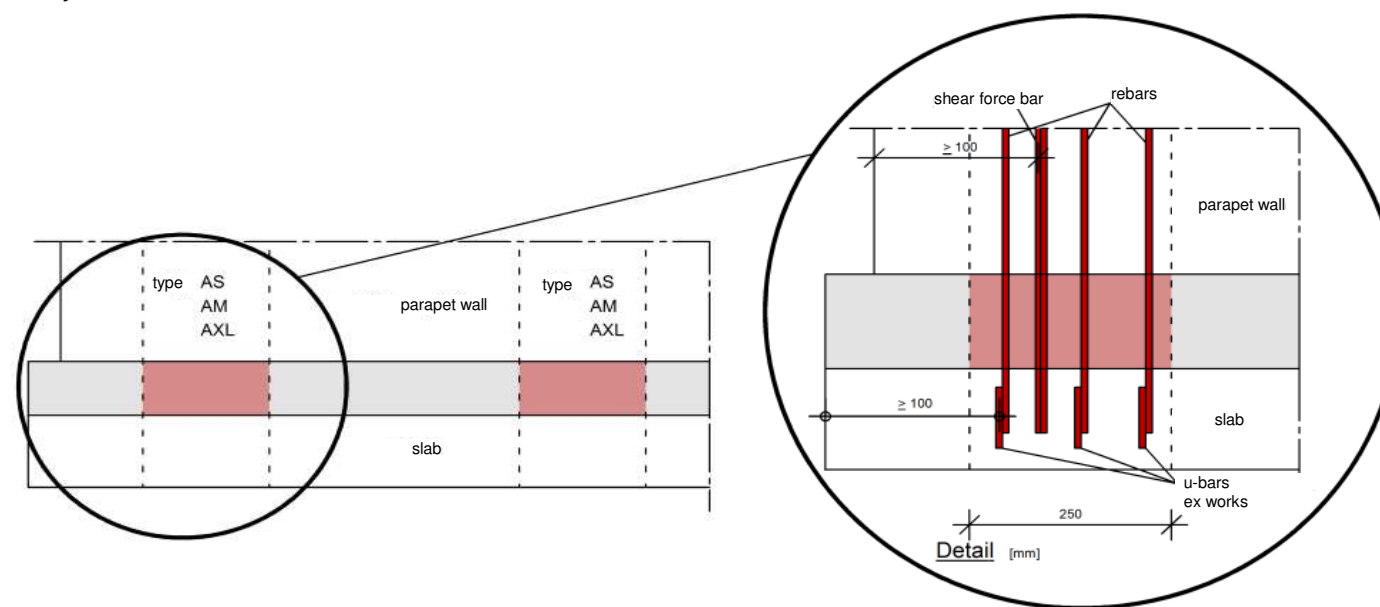 type AS
AM
AXL
parapet wall
type AS
AM
AXL
slab
shear force bar
rebars
≥ 100
parapet wall
≥ 100
slab
u-bars
ex works
250
Detail [mm]